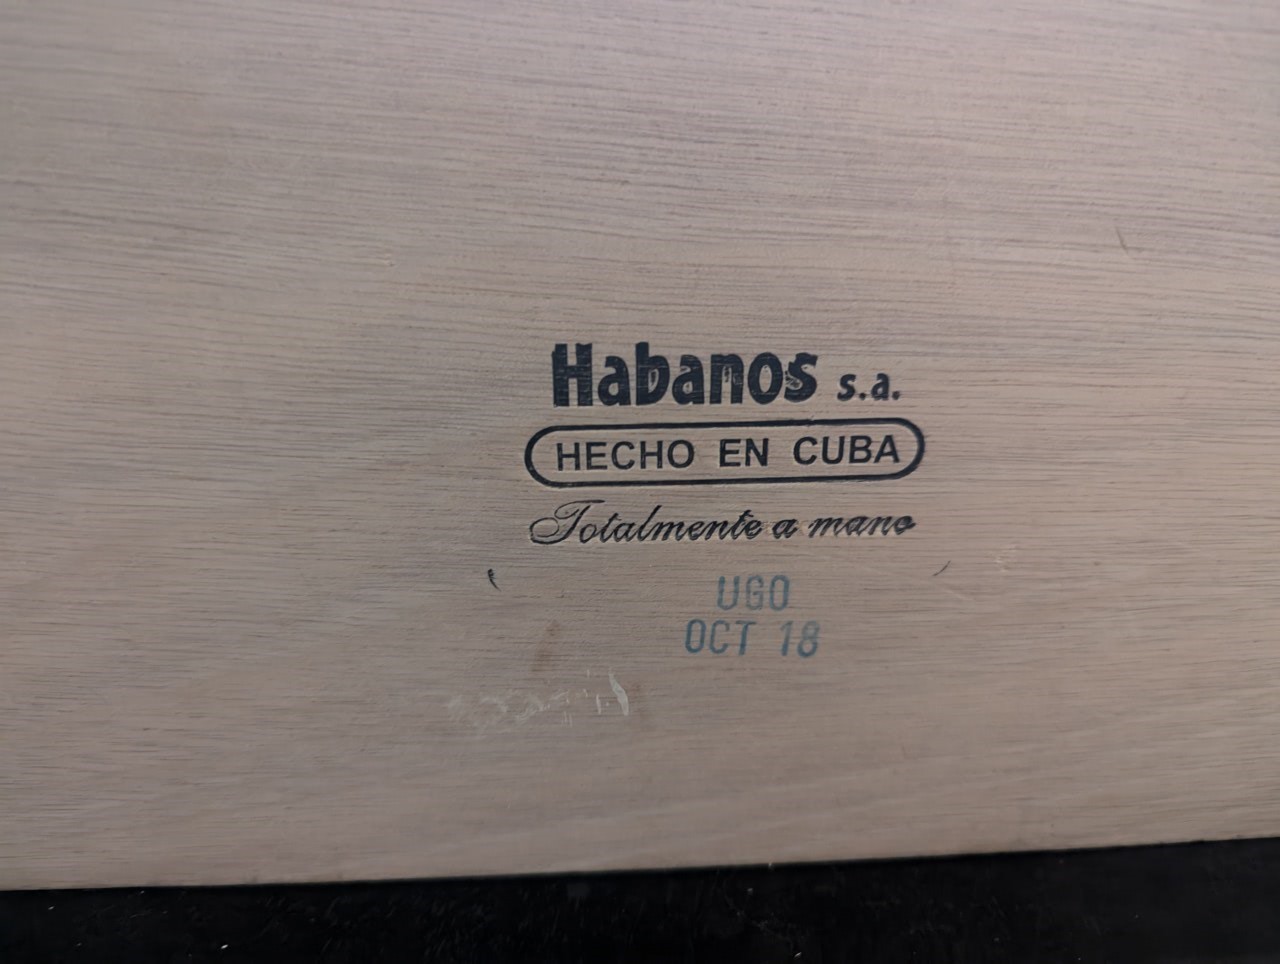 Habanos s.a.
HECHO EN CUBA
Totalmente a mano
UGO
OCT 18